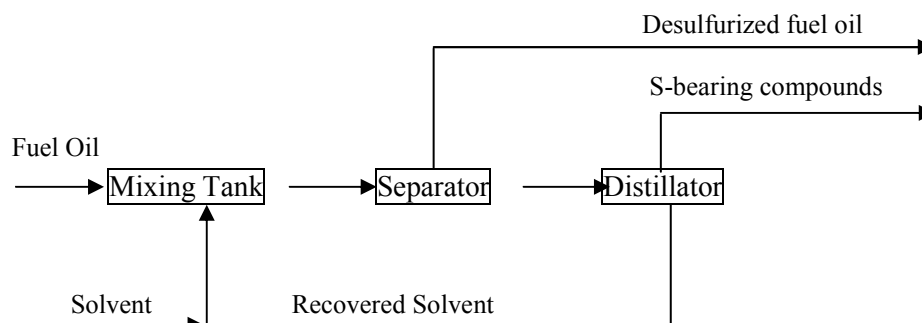 Desulfurized fuel oil
S-bearing compounds
Fuel Oil
Mixing Tank
Separator
Distillator
Solvent
Recovered Solvent